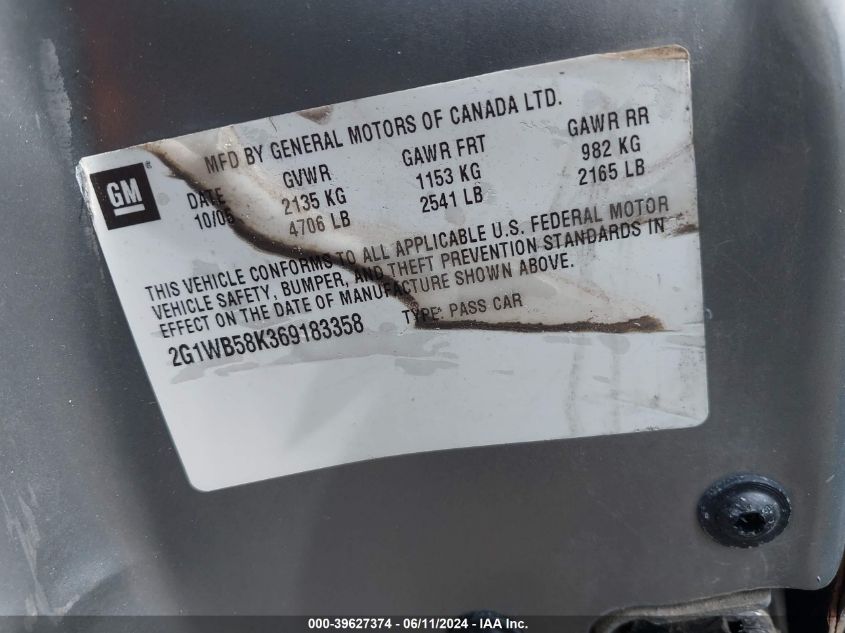 GM
MFD BY GENERAL MOTORS OF CANADA LTD.
DATE GVWR GAWR FRT GAWR RR
10/05 2135 KG 1153 KG 982 KG
4706 LB 2541 LB 2165 LB
THIS VEHICLE CONFORMS TO ALL APPLICABLE U.S. FEDERAL MOTOR
VEHICLE SAFETY, BUMPER, AND THEFT PREVENTION STANDARDS IN
EFFECT ON THE DATE OF MANUFACTURE SHOWN ABOVE.
2G1WB58K369183358 TYPE: PASS CAR
000-39627374 - 06/11/2024 - IAA Inc.